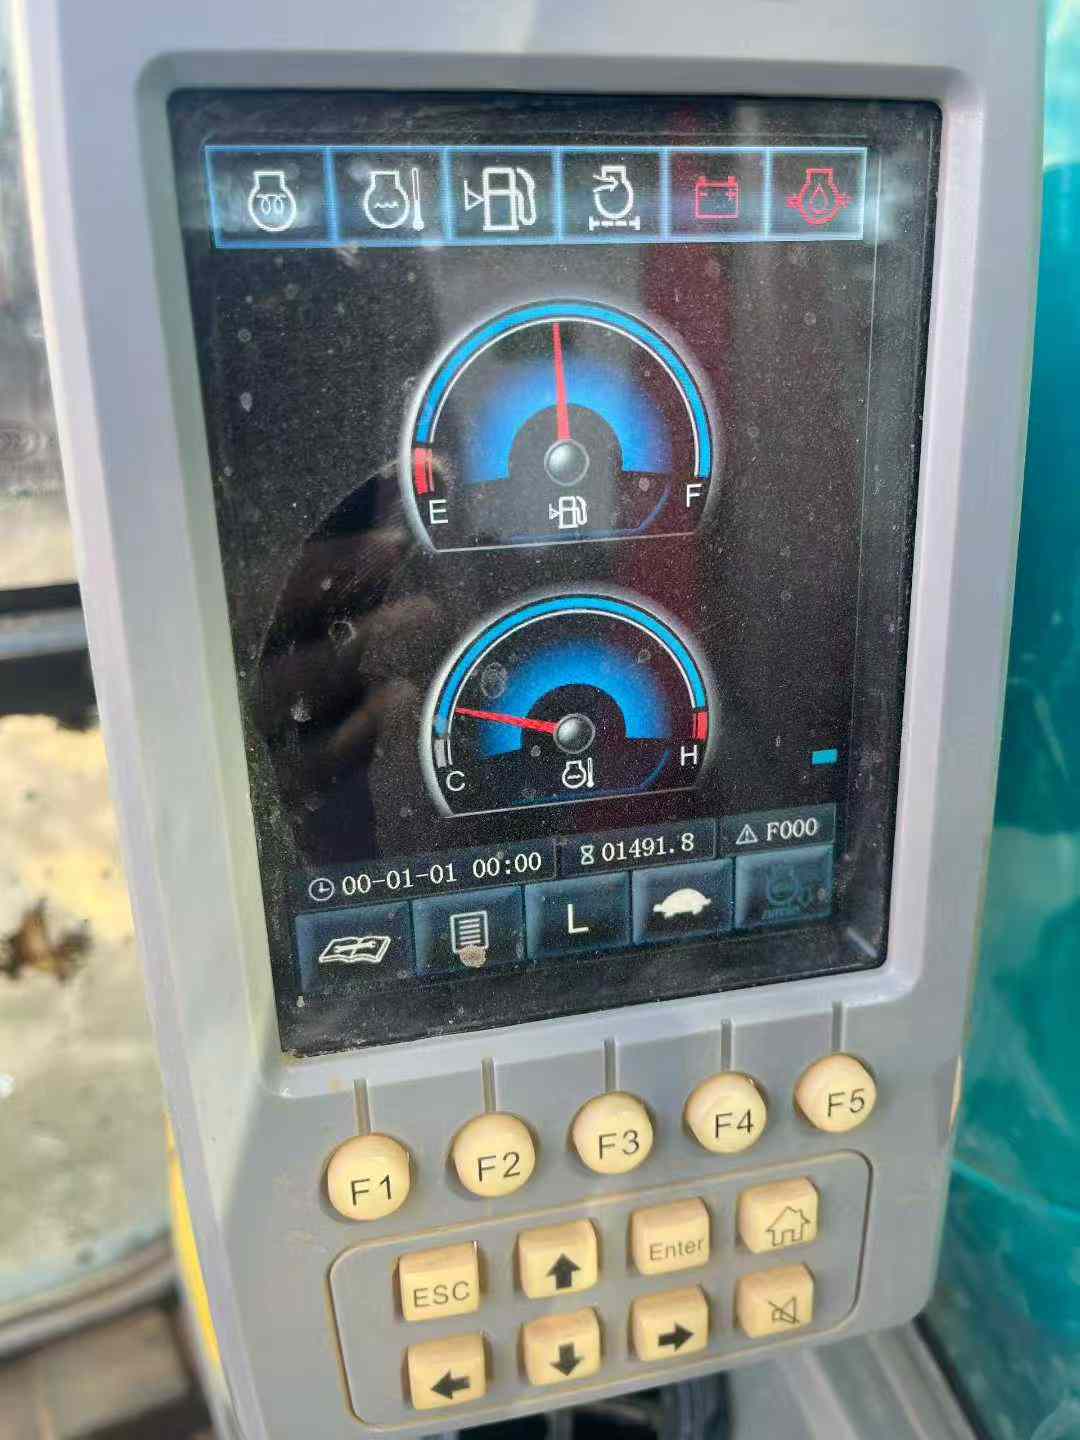 E F
C H
00-01-01 00:00 01491.8 F000
L
F1 F2 F3 F4 F5
ESC Enter